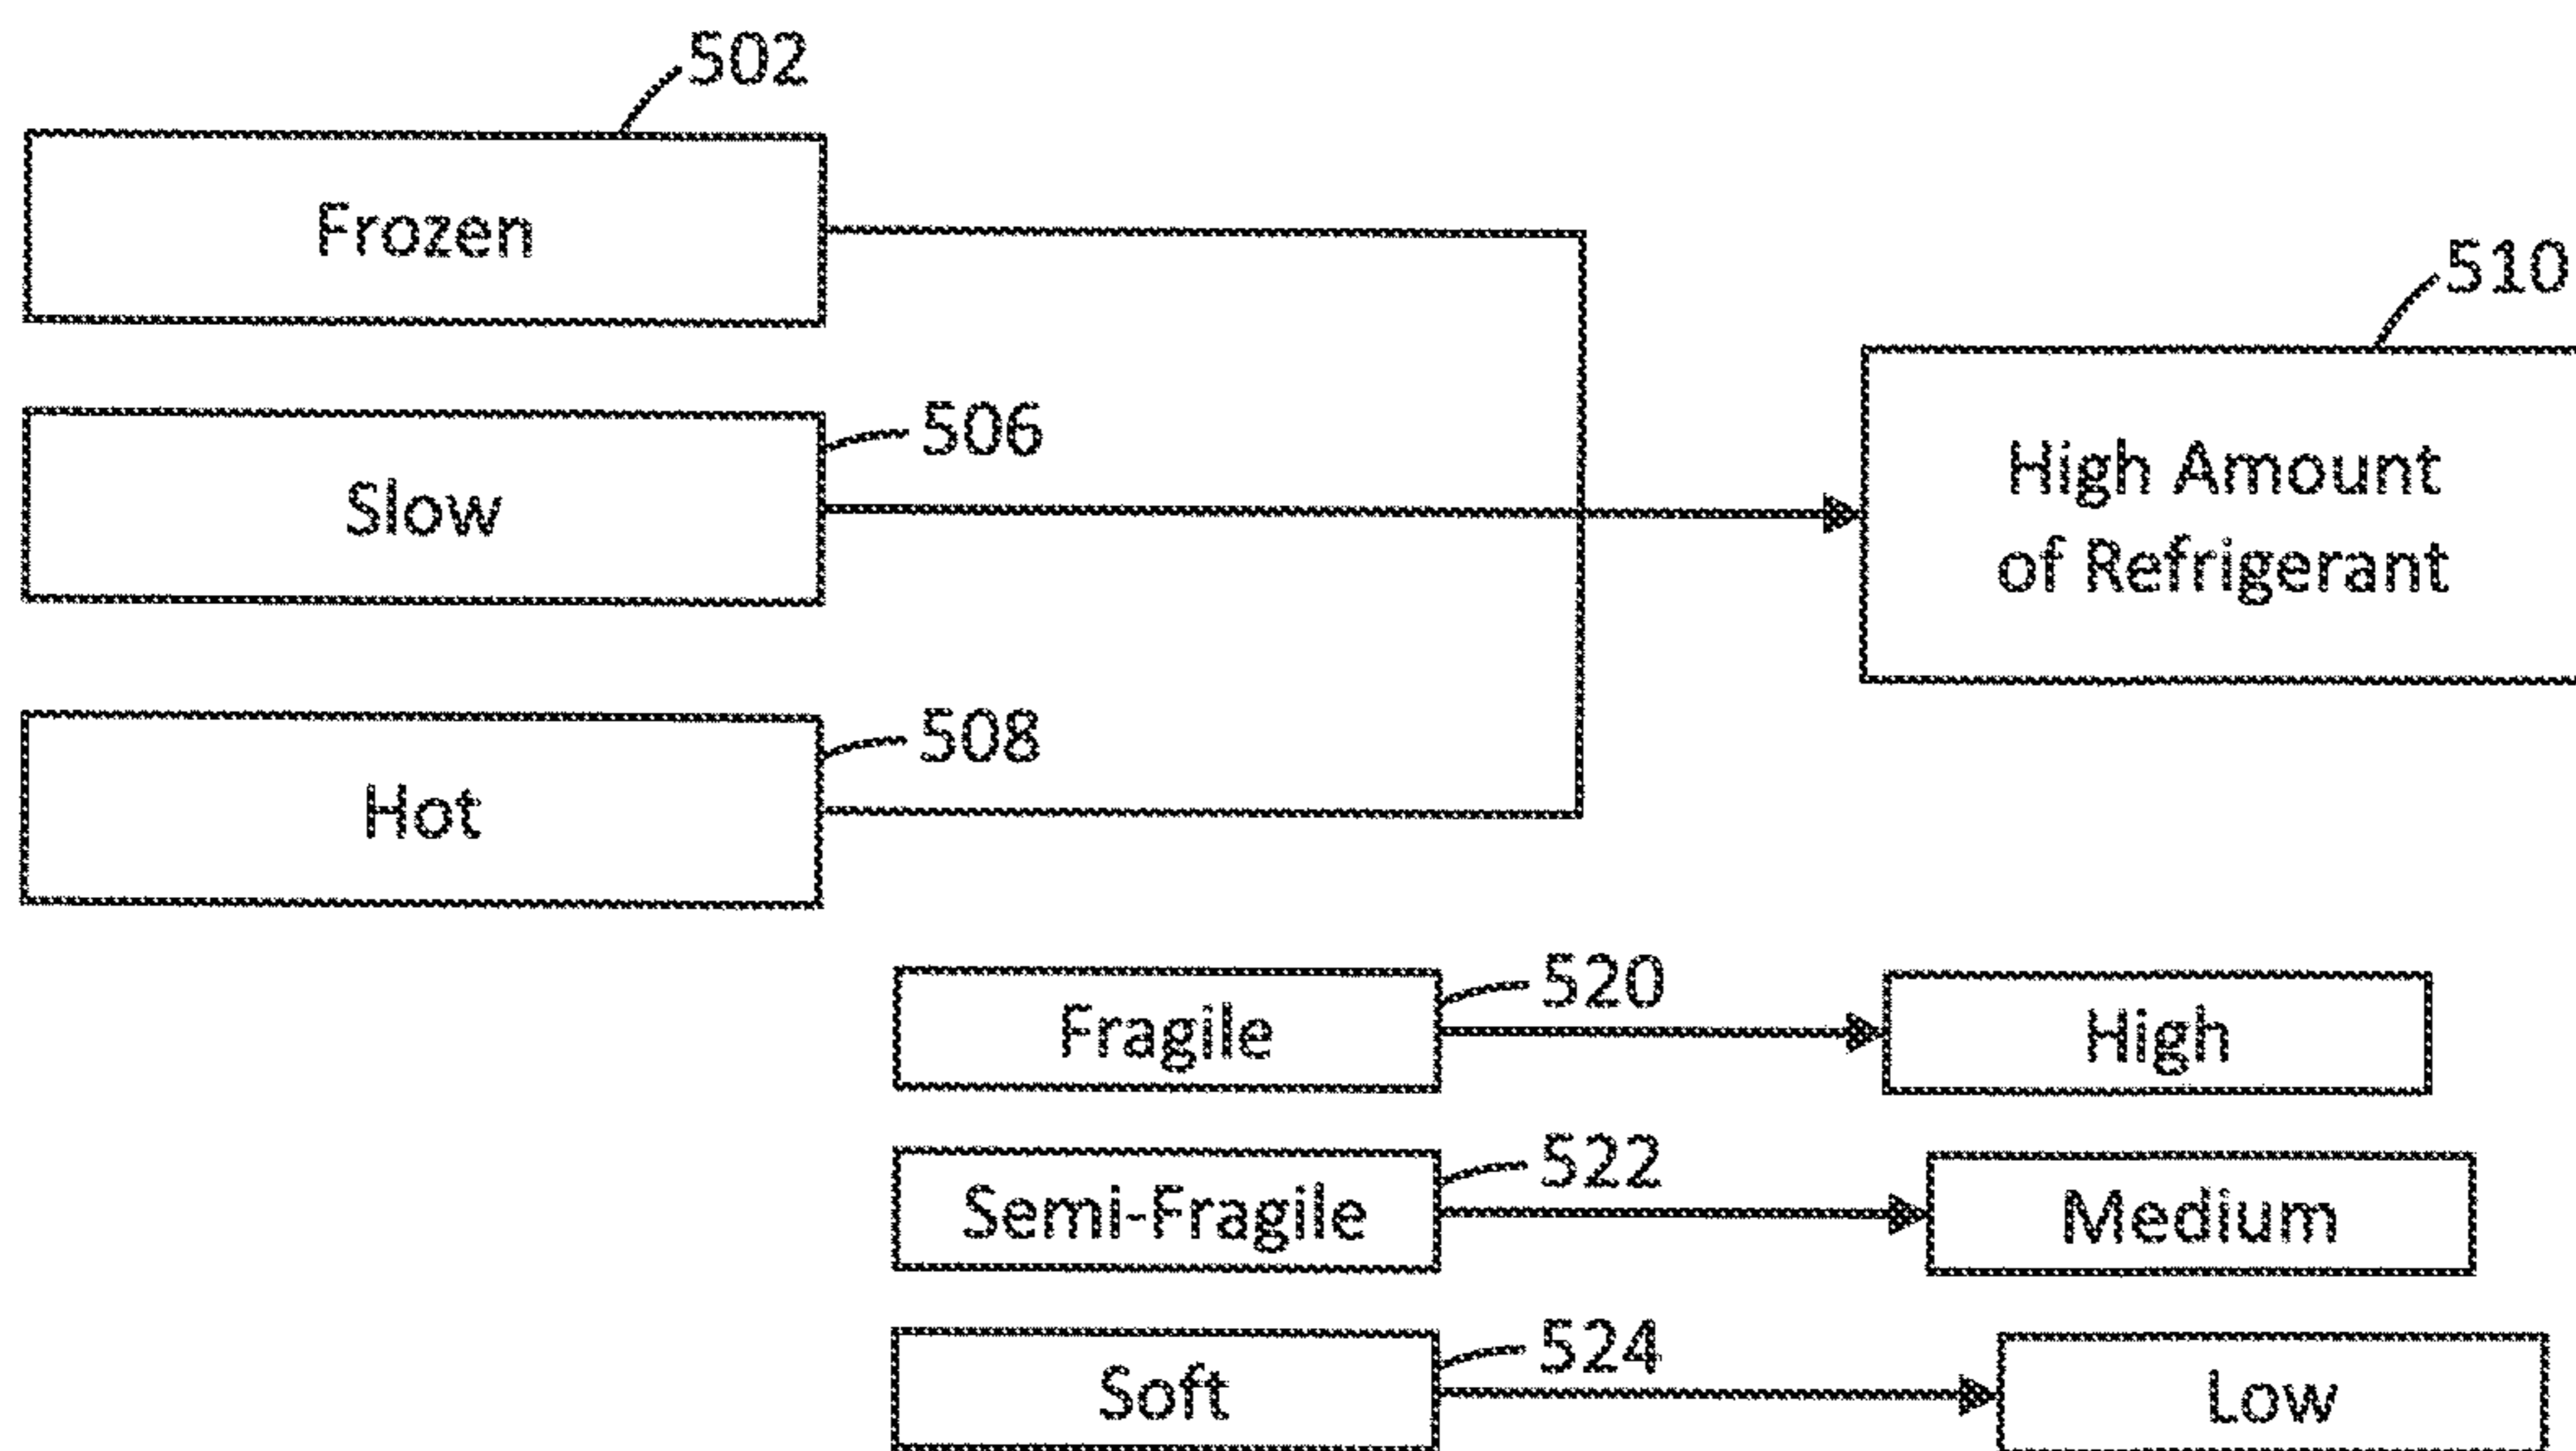 502
Frozen
510
506
Slow
High Amount
of Refrigerant
508
Hot
520
Fragile
High
522
Semi-Fragile
Medium
524
Soft
Low